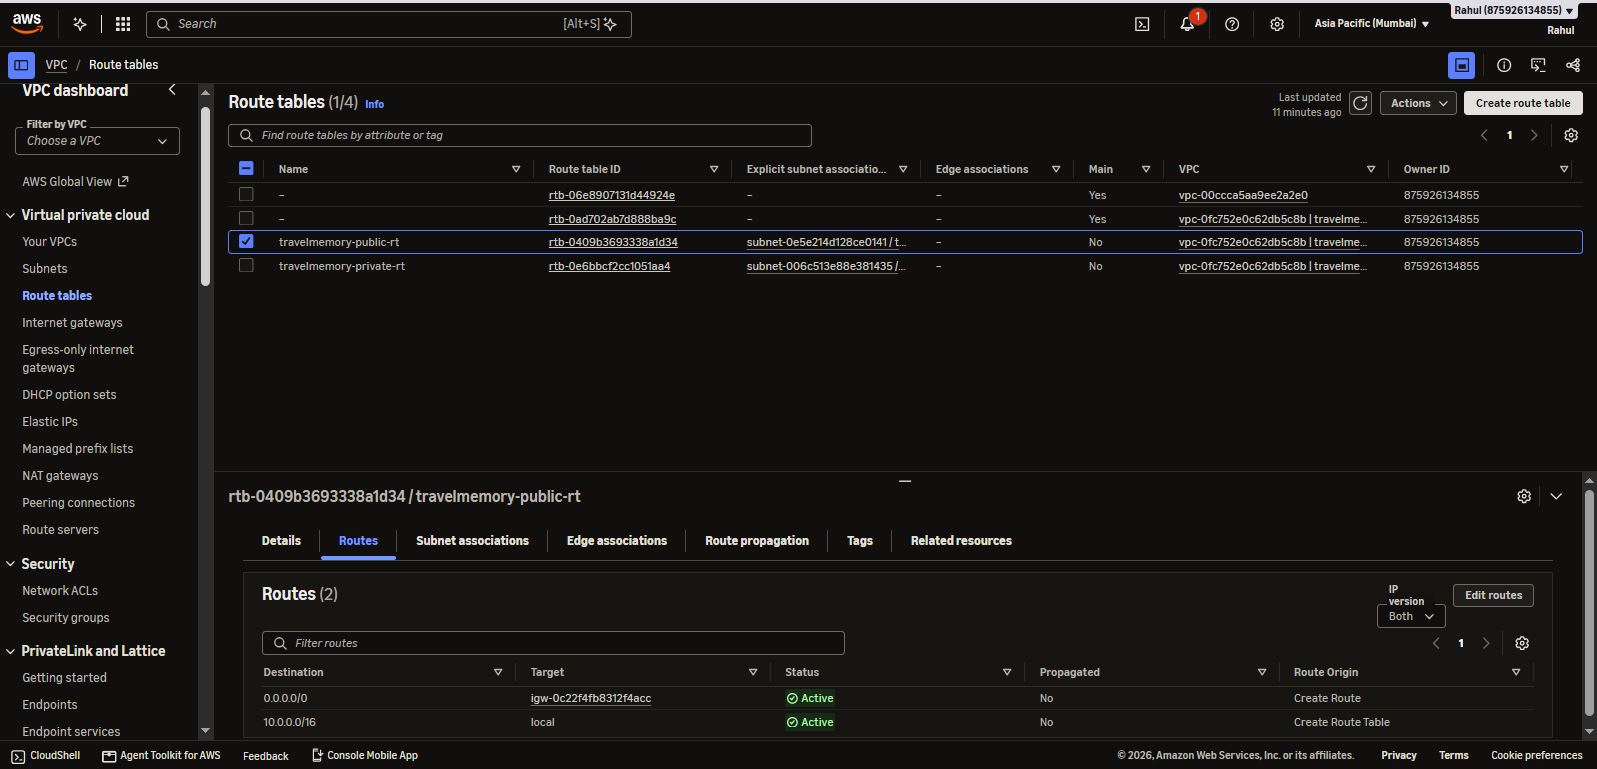 aws
Search [Alt+S]
1
Asia Pacific (Mumbai)
Rahul (875926134855)
Rahul
VPC / Route tables
VPC dashboard
Filter by VPC
Choose a VPC
AWS Global View
Virtual private cloud
Your VPCs
Subnets
Route tables
Internet gateways
Egress-only internet
gateways
DHCP option sets
Elastic IPs
Managed prefix lists
NAT gateways
Peering connections
Route servers
Security
Network ACLs
Security groups
PrivateLink and Lattice
Getting started
Endpoints
Endpoint services
Route tables (1/4) Info
Last updated
11 minutes ago
Actions
Create route table
Find route tables by attribute or tag
1
Name Route table ID Explicit subnet associatio... Edge associations Main VPC Owner ID
– rtb-06e8907131d44924e – – Yes vpc-00ccca5aa9ee2a2e0 875926134855
– rtb-0ad702ab7d888ba9c – – Yes vpc-0fc752e0c62db5c8b | travelme... 875926134855
travelmemory-public-rt rtb-0409b3693338a1d34 subnet-0e5e214d128ce0141 / t... – No vpc-0fc752e0c62db5c8b | travelme... 875926134855
travelmemory-private-rt rtb-0e6bbcf2cc1051aa4 subnet-006c513e88e381435 /... – No vpc-0fc752e0c62db5c8b | travelme... 875926134855
rtb-0409b3693338a1d34 / travelmemory-public-rt
Details Routes Subnet associations Edge associations Route propagation Tags Related resources
Routes (2)
IP
version
Both
Edit routes
Filter routes
1
Destination Target Status Propagated Route Origin
0.0.0.0/0 igw-0c22f4fb8312f4acc Active No Create Route
10.0.0.0/16 local Active No Create Route Table
CloudShell Agent Toolkit for AWS Feedback Console Mobile App © 2026, Amazon Web Services, Inc. or its affiliates. Privacy Terms Cookie preferences